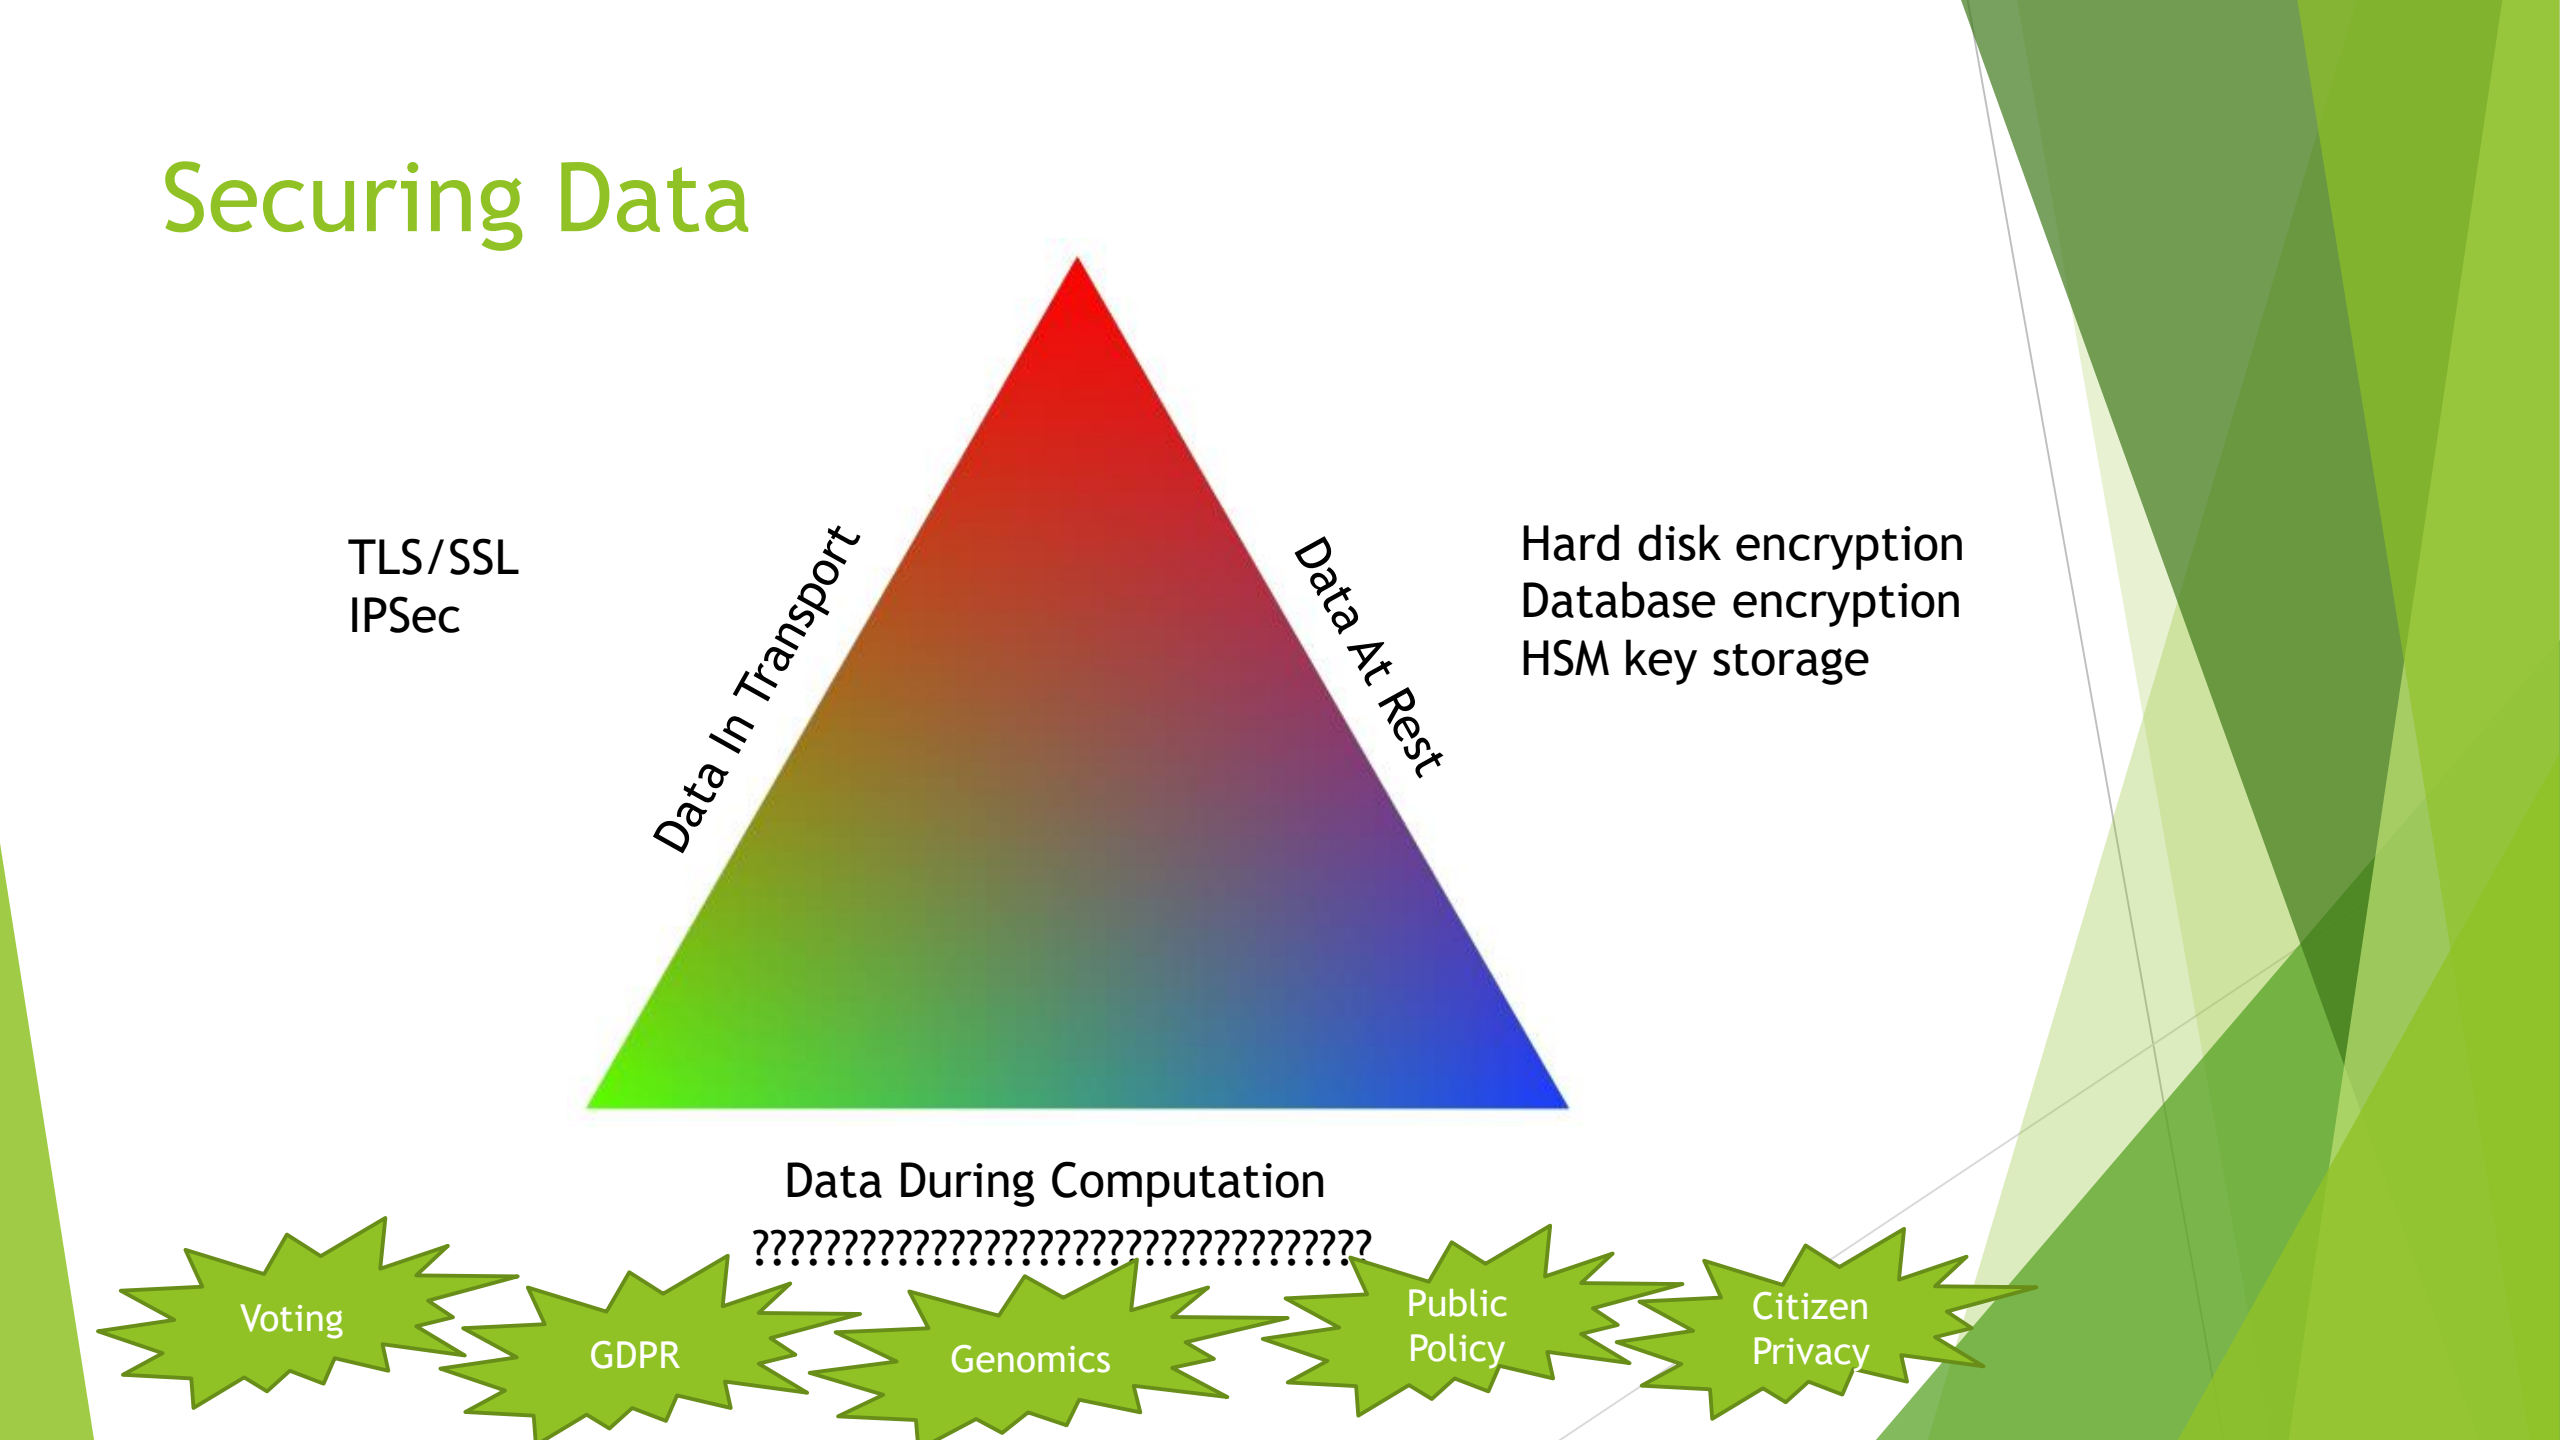 Securing Data
TLS/SSL
IPSec
Data In Transport
Data At Rest
Hard disk encryption
Database encryption
HSM key storage
Data During Computation
???????????????????????????????????
Voting
GDPR
Genomics
Public
Policy
Citizen
Privacy